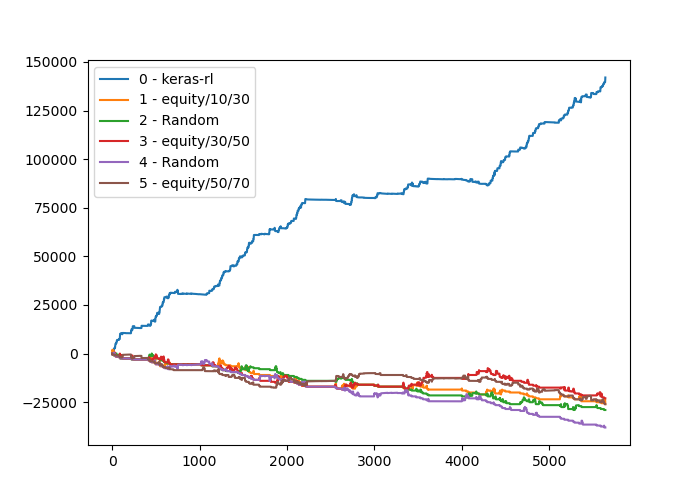 150000
125000
100000
75000
50000
25000
0
−25000
0 - keras-rl
1 - equity/10/30
2 - Random
3 - equity/30/50
4 - Random
5 - equity/50/70
0 1000 2000 3000 4000 5000